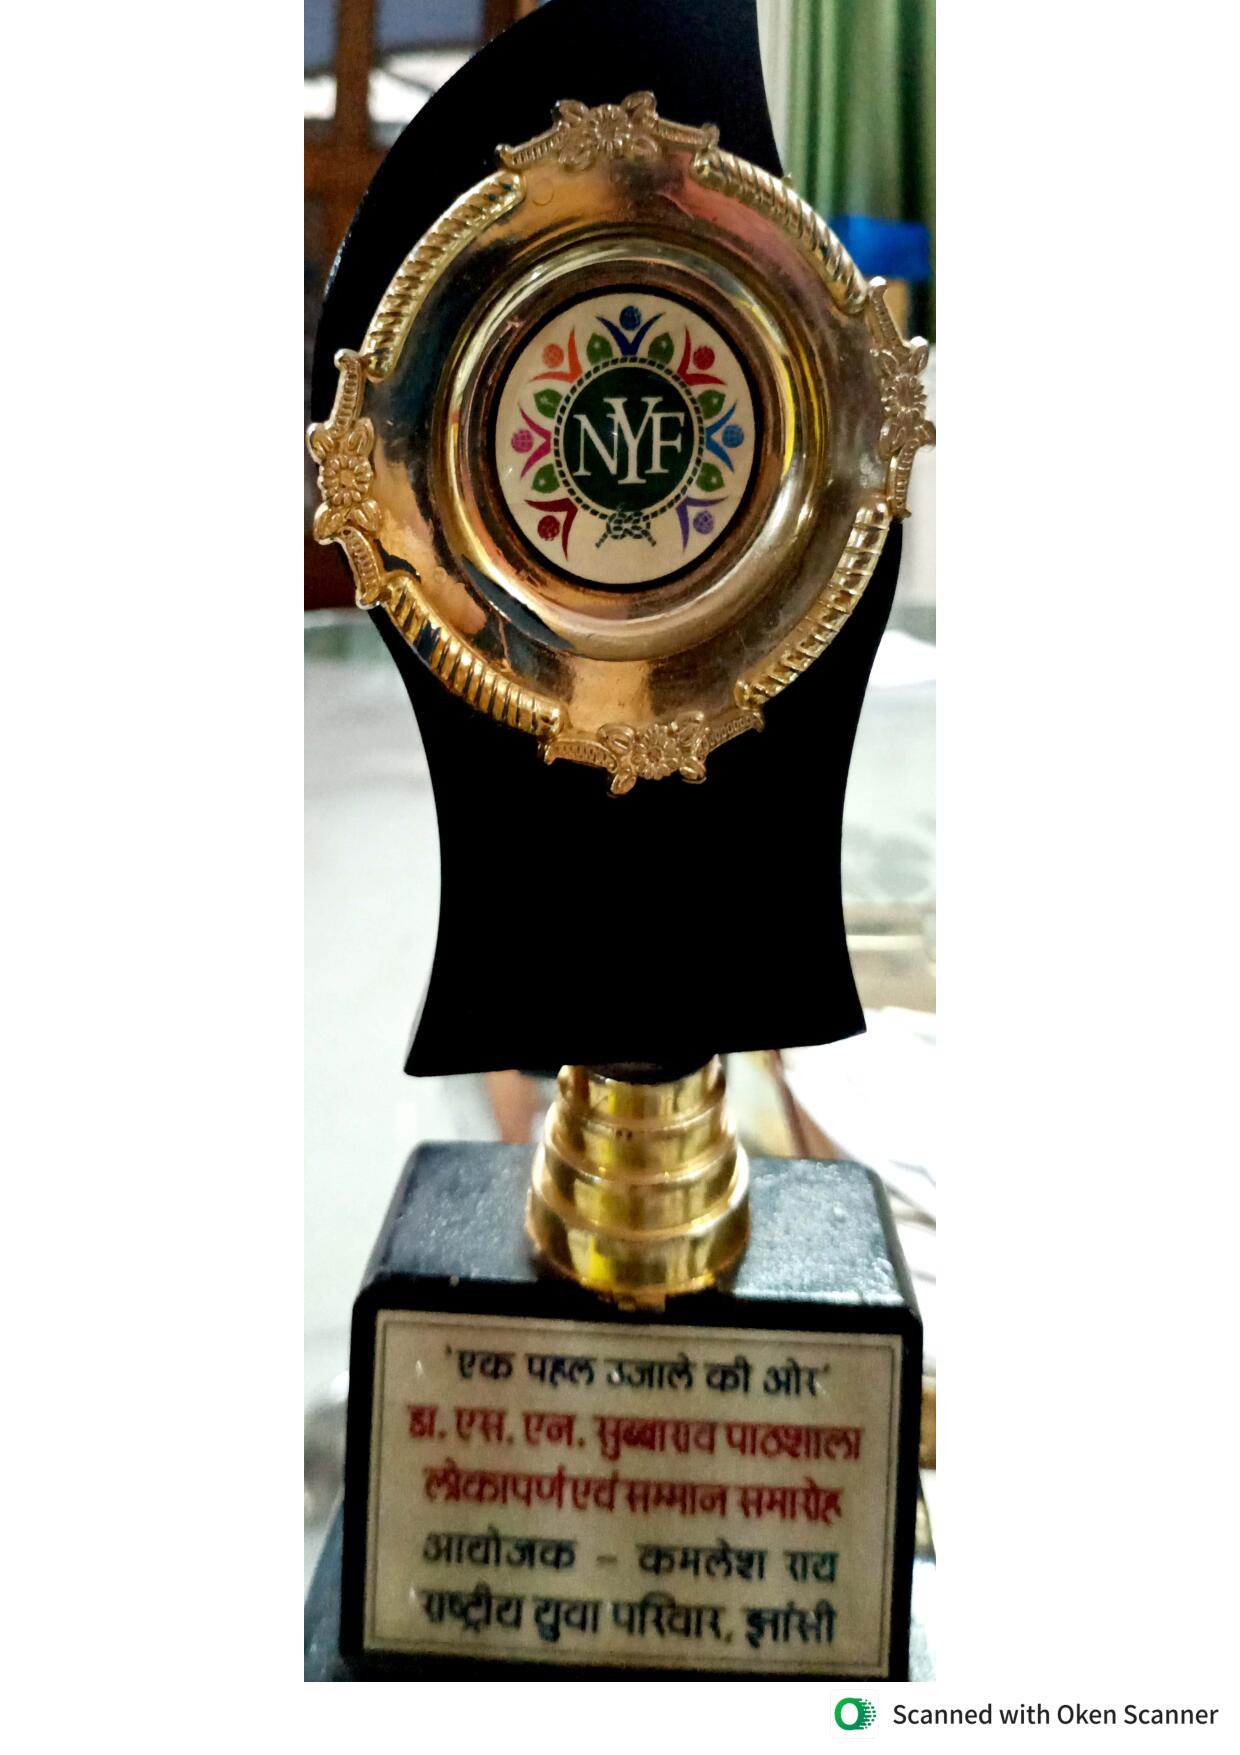 NYF
'एक पहल उजाले की ओर'
डा. एस. एन. सुब्बाराव पाठशाला
लोकापर्ण एवं सम्मान समारोह
आयोजक - कमलेश राय
राष्ट्रीय युवा परिवार, झांसी
Scanned with Oken Scanner